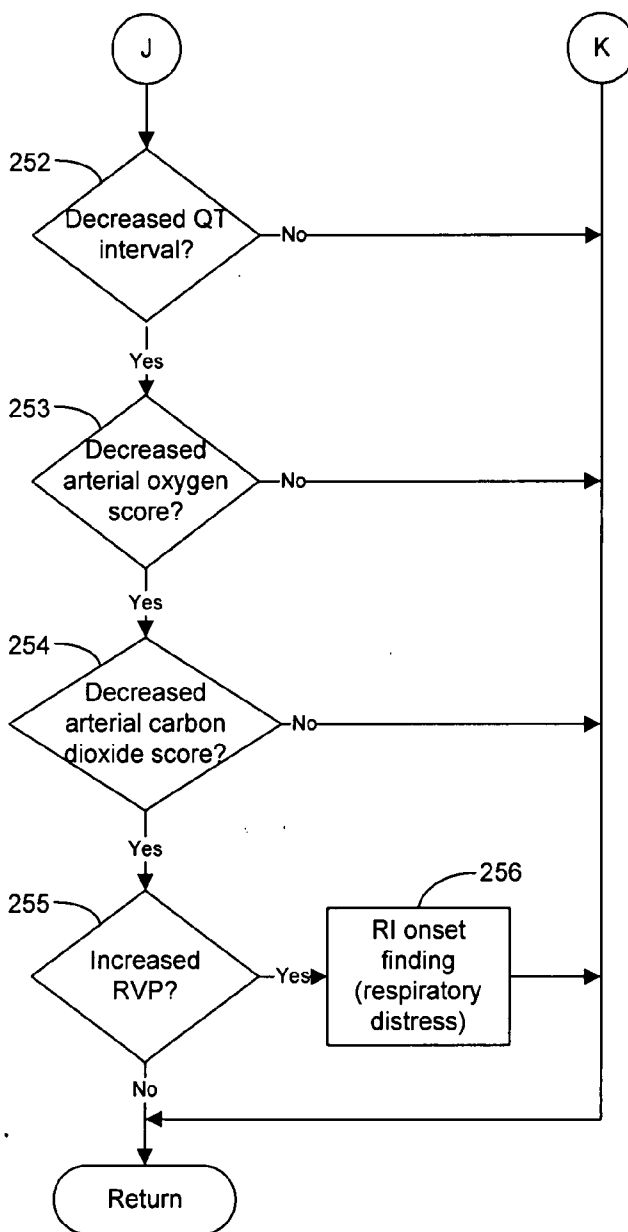 J
K
252
Decreased QT
interval?
No
Yes
253
Decreased
arterial oxygen
score?
No
Yes
254
Decreased
arterial carbon
dioxide score?
No
Yes
255
Increased
RVP?
Yes
256
RI onset
finding
(respiratory
distress)
No
Return